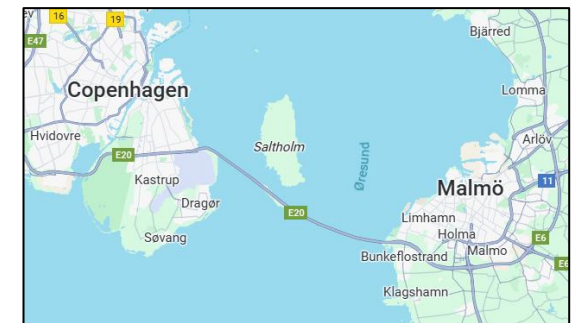 16
19
E47
Bjärred
Copenhagen
Lomma
Hvidovre
Saltholm
Øresund
Arlöv
E20
Kastrup
Malmö
11
Dragør
E20
Limhamn
Søvang
Holma
E6
Bunkeflostrand
Malmo
E6
Klagshamn